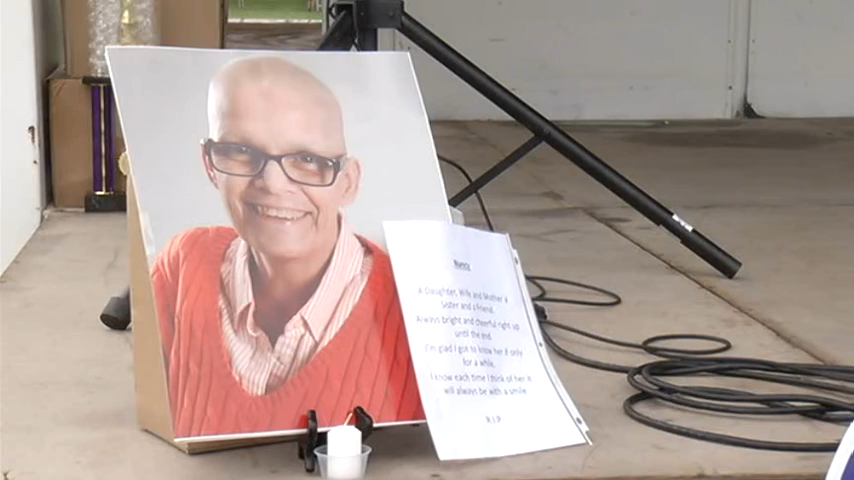 Nancy
A Daughter, Wife and Mother a
Sister and a Friend.
Always bright and cheerful right up
until the end.
I'm glad I got to know her if only
for a while.
I know each time I think of her it
will always be with a smile
R.I.P